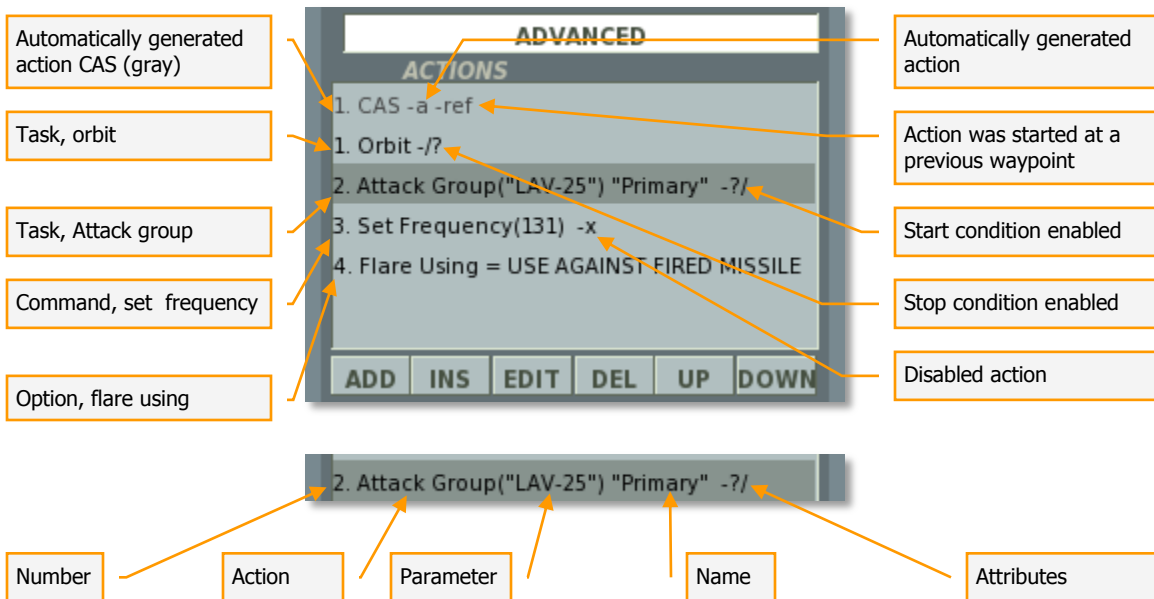 Automatically generated
action CAS (gray)
Task, orbit
Task, Attack group
Command, set frequency
Option, flare using
ADVANCED
ACTIONS
1. CAS -a -ref
1. Orbit -/?
2. Attack Group("LAV-25") "Primary" -?/
3. Set Frequency(131) -x
4. Flare Using = USE AGAINST FIRED MISSILE
ADD INS EDIT DEL UP DOWN
Automatically generated
action
Action was started at a
previous waypoint
Start condition enabled
Stop condition enabled
Disabled action
2. Attack Group("LAV-25") "Primary" -?/
Number Action Parameter Name Attributes